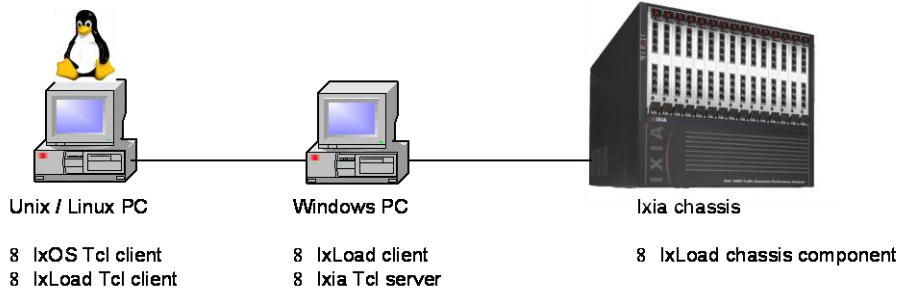 IXIA
Unix / Linux PC
Windows PC
Ixia chassis
8 IxOS Tcl client
8 IxLoad client
8 IxLoad chassis component
8 IxLoad Tcl client
8 Ixia Tcl server